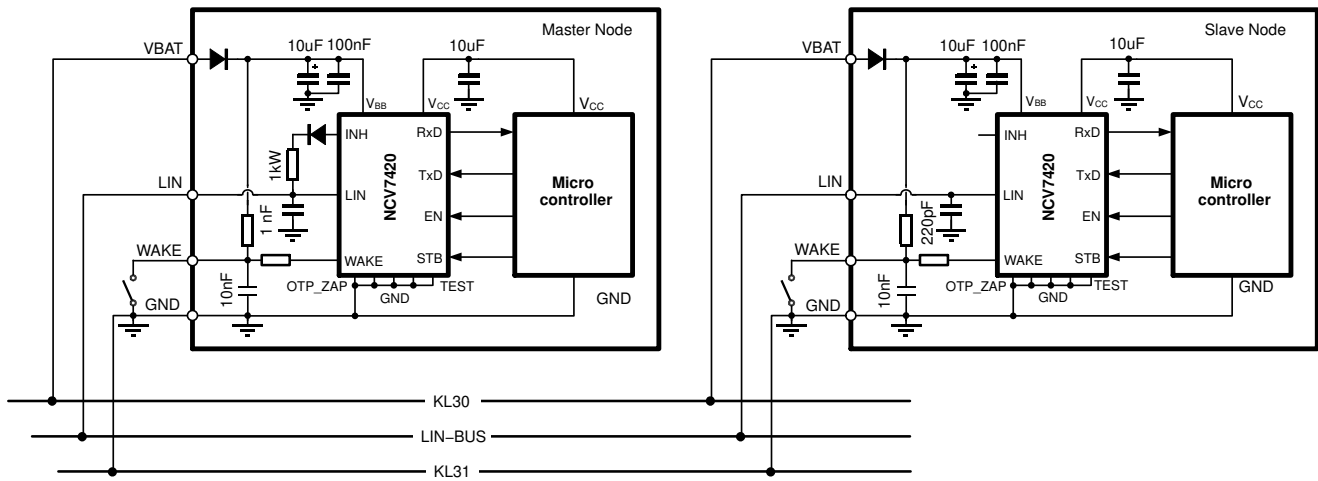 Master Node
VBAT
10uF 100nF
10uF
VBB
VCC
VCC
INH
RxD
1kW
NCV7420
TxD
LIN
LIN
Micro
controller
1 nF
EN
WAKE
WAKE
STB
10nF
OTP_ZAP
GND
TEST
GND
GND
Slave Node
VBAT
10uF 100nF
10uF
VBB
VCC
VCC
INH
RxD
NCV7420
TxD
LIN
LIN
Micro
controller
220pF
EN
WAKE
WAKE
STB
10nF
OTP_ZAP
GND
TEST
GND
GND
KL30
LIN−BUS
KL31